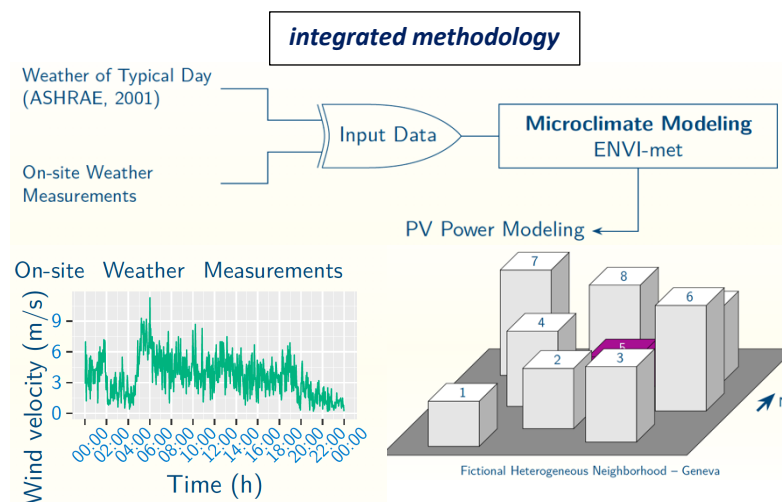 integrated methodology
Weather of Typical Day
(ASHRAE, 2001)
Input Data
Microclimate Modeling
ENVI-met
On-site Weather
Measurements
PV Power Modeling
On-site Weather Measurements
Wind velocity (m/s)
9
6
3
0
00:00
02:00
04:00
06:00
08:00
10:00
12:00
14:00
16:00
18:00
20:00
22:00
00:00
Time (h)
7
8
6
4
5
2
3
1
Fictional Heterogeneous Neighborhood – Geneva